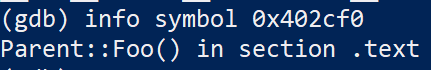 (gdb) info symbol 0x402cf0
Parent::Foo() in section .text